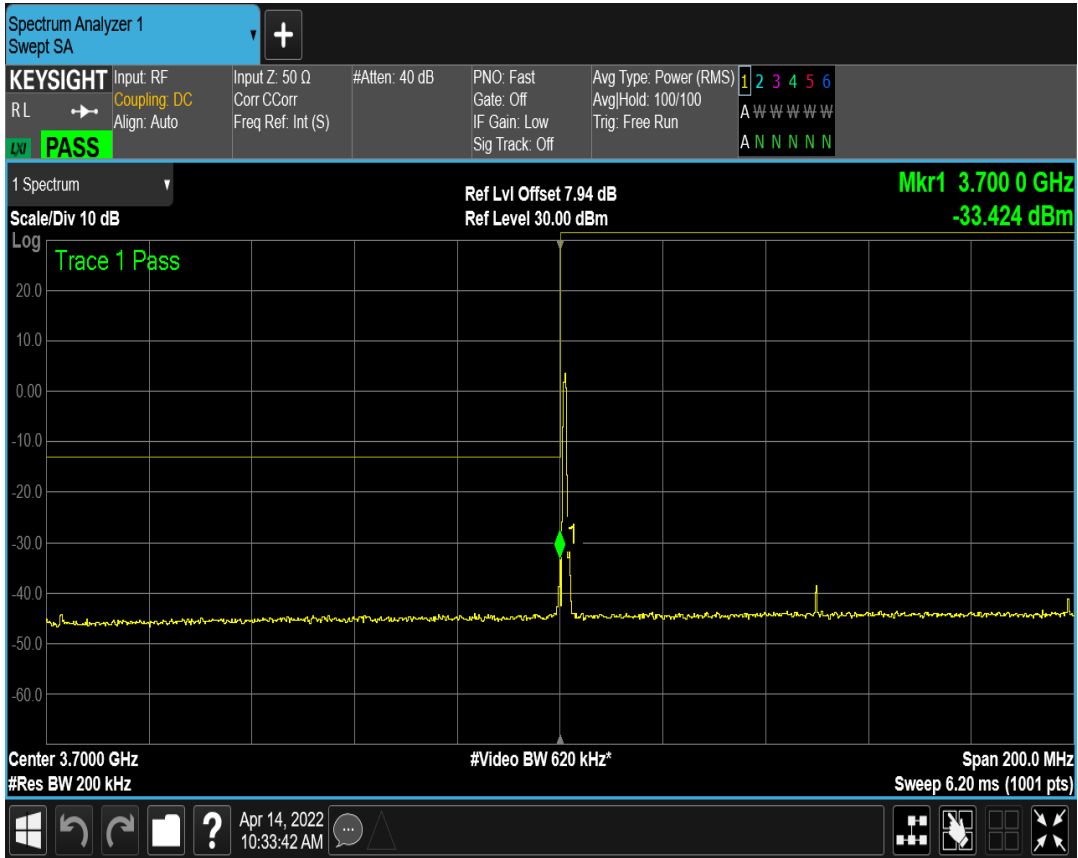 Spectrum Analyzer 1
Swept SA
+
KEYSIGHT
R L
LXI
PASS
Input: RF
Coupling: DC
Align: Auto
Input Z: 50 Ω
Corr CCorr
Freq Ref: Int (S)
#Atten: 40 dB
PNO: Fast
Gate: Off
IF Gain: Low
Sig Track: Off
Avg Type: Power (RMS)
Avg|Hold: 100/100
Trig: Free Run
1 2 3 4 5 6
A W W W W W
A N N N N N
1 Spectrum
Scale/Div 10 dB
Ref Lvl Offset 7.94 dB
Ref Level 30.00 dBm
Mkr1 3.700 0 GHz
-33.424 dBm
Log
Trace 1 Pass
20.0
10.0
0.00
-10.0
-20.0
-30.0
1
-40.0
-50.0
-60.0
Center 3.7000 GHz
#Video BW 620 kHz*
Span 200.0 MHz
#Res BW 200 kHz
Sweep 6.20 ms (1001 pts)
?
Apr 14, 2022
10:33:42 AM